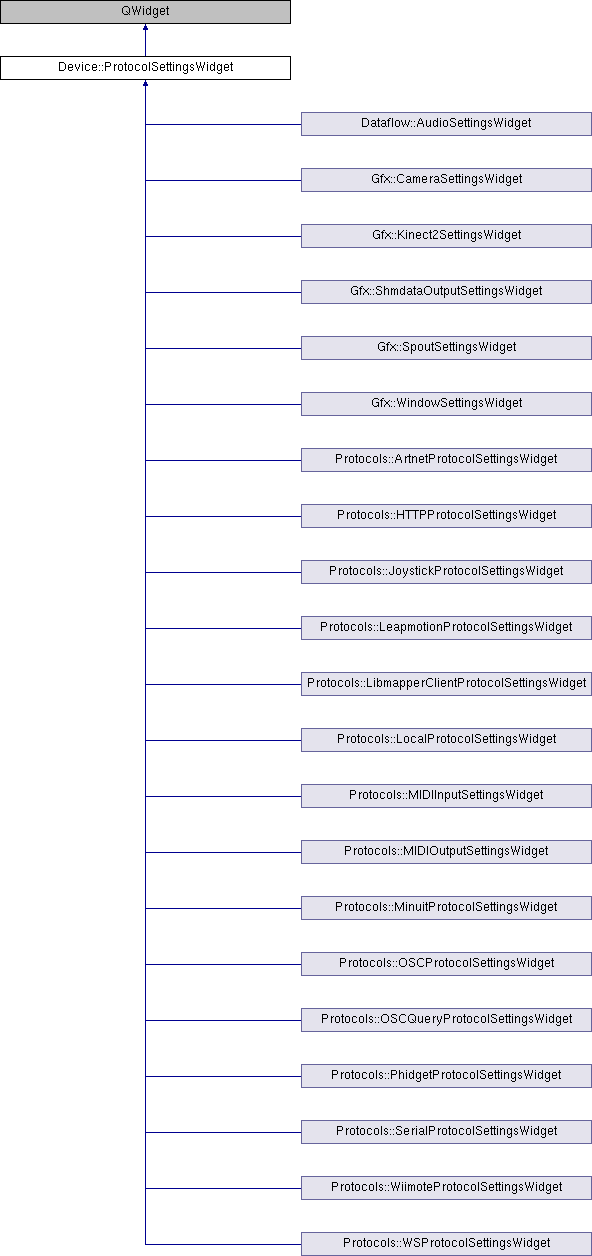 QWidget
Device::ProtocolSettingsWidget
Dataflow::AudioSettingsWidget
Gfx::CameraSettingsWidget
Gfx::Kinect2SettingsWidget
Gfx::ShmdataOutputSettingsWidget
Gfx::SpoutSettingsWidget
Gfx::WindowSettingsWidget
Protocols::ArtnetProtocolSettingsWidget
Protocols::HTTPProtocolSettingsWidget
Protocols::JoystickProtocolSettingsWidget
Protocols::LeapmotionProtocolSettingsWidget
Protocols::LibmapperClientProtocolSettingsWidget
Protocols::LocalProtocolSettingsWidget
Protocols::MIDIInputSettingsWidget
Protocols::MIDIOutputSettingsWidget
Protocols::MinuitProtocolSettingsWidget
Protocols::OSCProtocolSettingsWidget
Protocols::OSCQueryProtocolSettingsWidget
Protocols::PhidgetProtocolSettingsWidget
Protocols::SerialProtocolSettingsWidget
Protocols::WiimoteProtocolSettingsWidget
Protocols::WSProtocolSettingsWidget